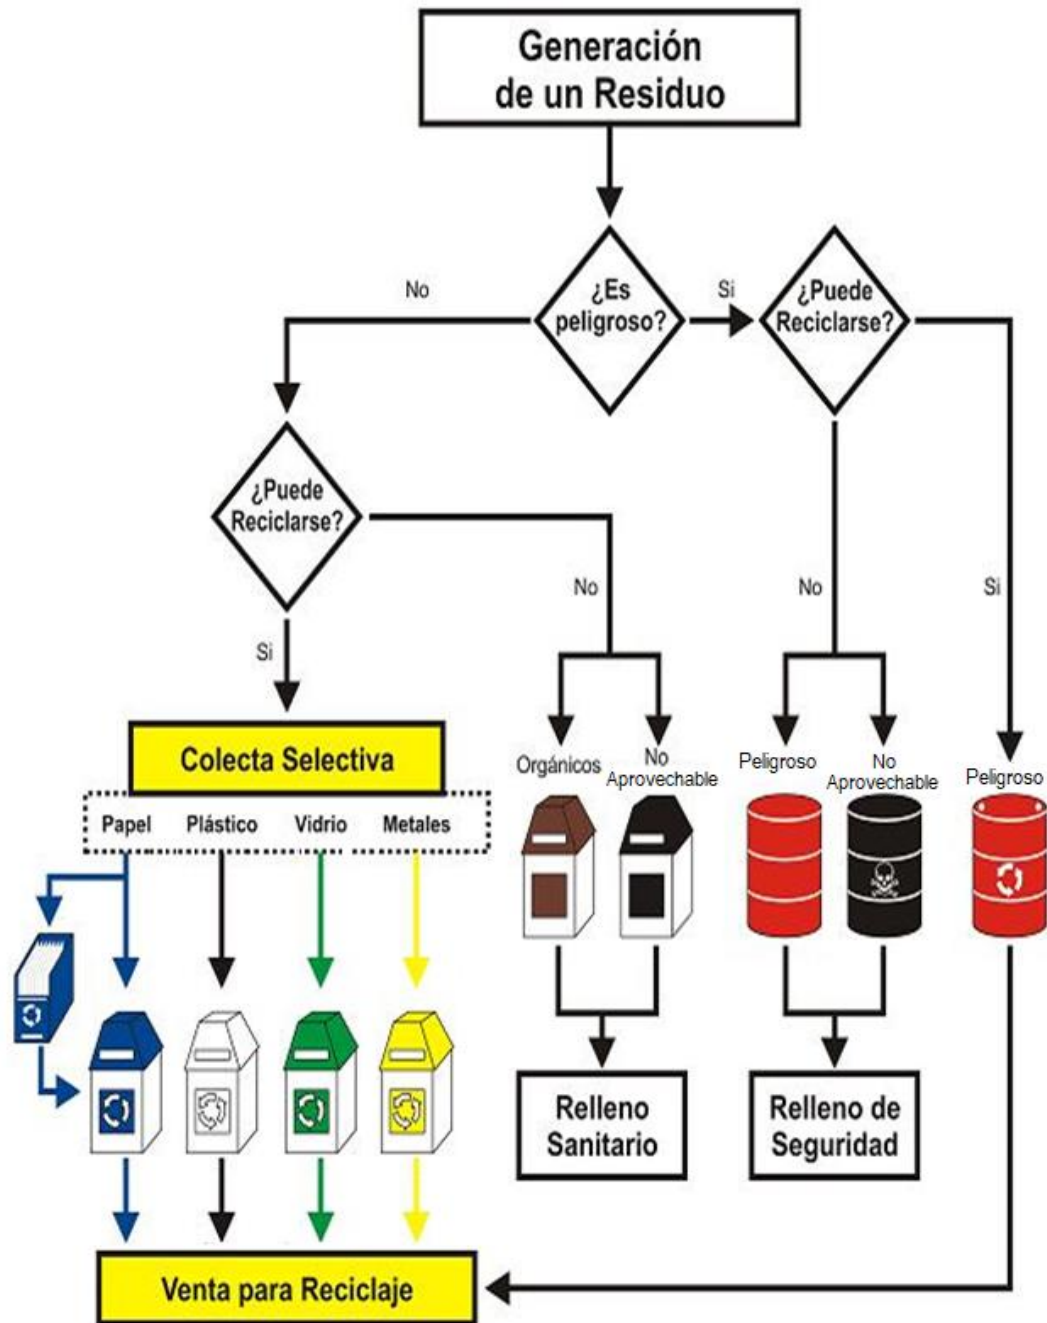 Generación
de un Residuo
No
¿Es
peligroso?
Si
¿Puede
Reciclarse?
¿Puede
Reciclarse?
No
No
Si
Si
Colecta Selectiva
Papel Plástico Vidrio Metales
Orgánicos
No
Aprovechable
Peligroso
No
Aprovechable
Peligroso
Relleno
Sanitario
Relleno de
Seguridad
Venta para Reciclaje